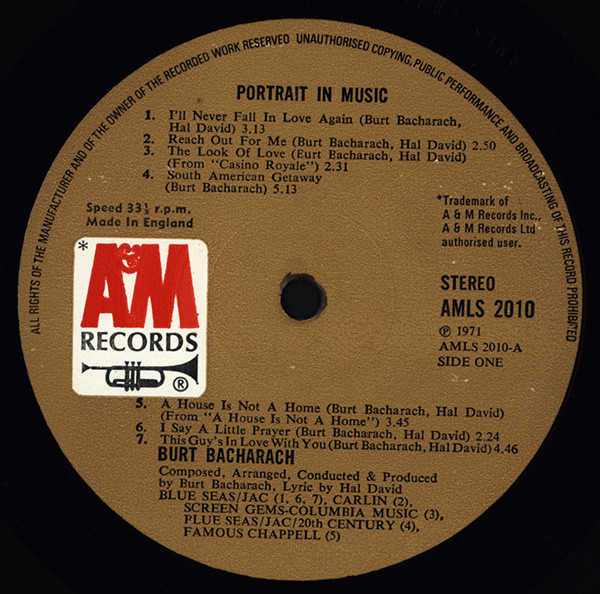 ALL RIGHTS OF THE MANUFACTURER AND OF THE OWNER OF THE RECORDED WORK RESERVED UNAUTHORISED COPYING, PUBLIC PERFORMANCE AND BROADCASTING OF THIS RECORD PROHIBITED
PORTRAIT IN MUSIC
1. I'll Never Fall In Love Again (Burt Bacharach,
Hal David) 3.13
2. Reach Out For Me (Burt Bacharach, Hal David) 2.50
3. The Look Of Love (Eurt Bacharach, Hal David)
(From "Casino Royale") 2.31
4. South American Getaway
(Burt Bacharach) 5.13
Speed 33⅓ r.p.m.
Made In England
*Trademark of
A & M Records Inc.,
A & M Records Ltd
authorised user.
*
A&M
RECORDS
®
STEREO
AMLS 2010
℗ 1971
AMLS 2010-A
SIDE ONE
5. A House Is Not A Home (Burt Bacharach, Hal David)
(From "A House Is Not A Home") 3.45
6. I Say A Little Prayer (Burt Bacharach, Hal David) 2.24
7. This Guy's In Love With You (Burt Bacharach, Hal David) 4.46
BURT BACHARACH
Composed, Arranged, Conducted & Produced
by Burt Bacharach, Lyric by Hal David
BLUE SEAS/JAC (1, 6, 7), CARLIN (2),
SCREEN GEMS-COLUMBIA MUSIC (3),
PLUE SEAS/JAC/20th CENTURY (4),
FAMOUS CHAPPELL (5)